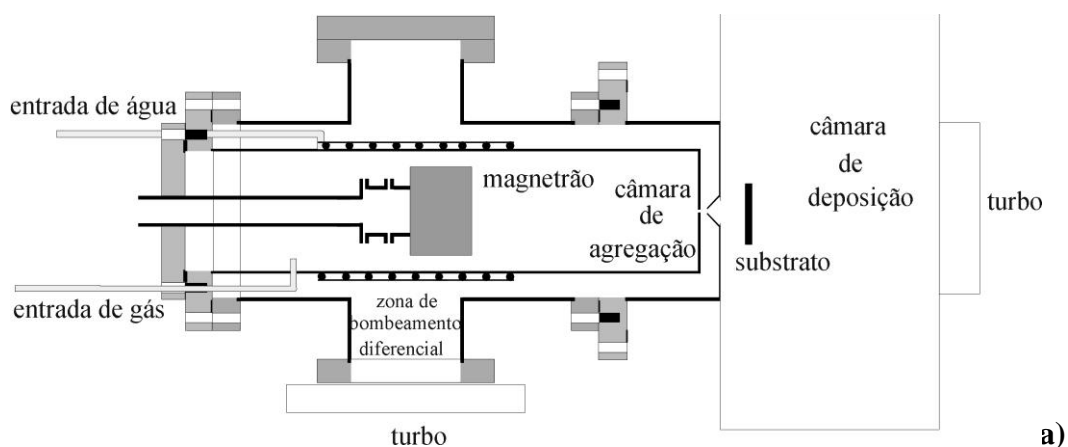 entrada de água
magnetrão
câmara
de
agregação
câmara
de
deposição
turbo
substrato
entrada de gás
zona de
bombeamento
diferencial
turbo
a)